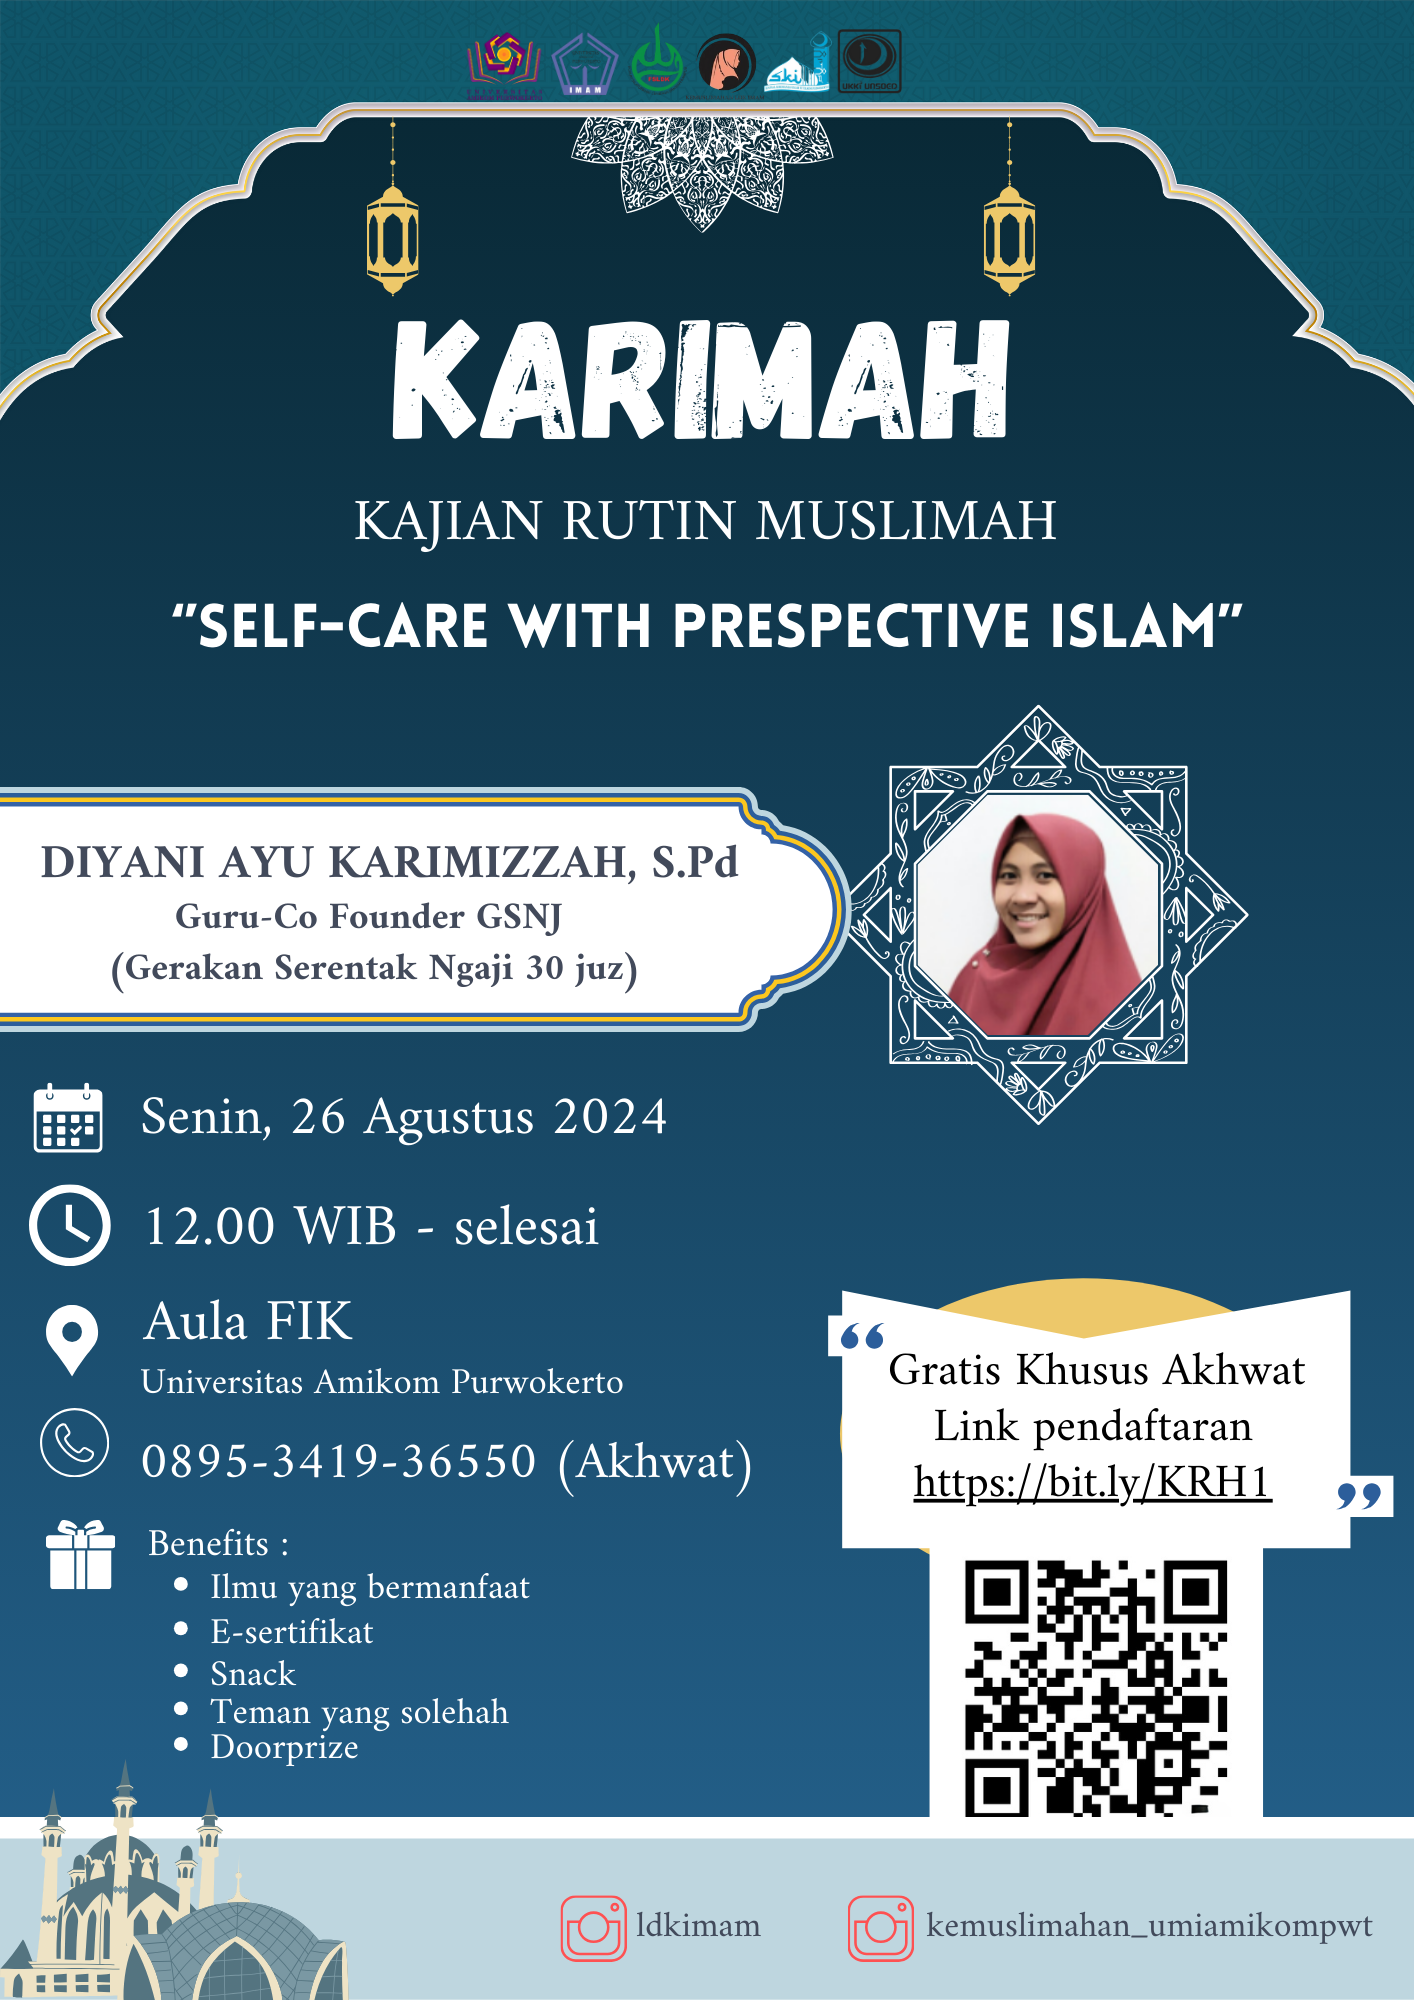 IMAM
UKKI UNSOED
KARIMAH
KAJIAN RUTIN MUSLIMAH
"SELF-CARE WITH PRESPECTIVE ISLAM"
DIYANI AYU KARIMIZZAH, S.Pd
Guru-Co Founder GSNJ
(Gerakan Serentak Ngaji 30 juz)
Senin, 26 Agustus 2024
12.00 WIB - selesai
Aula FIK
Universitas Amikom Purwokerto
0895-3419-36550 (Akhwat)
Benefits :
Ilmu yang bermanfaat
E-sertifikat
Snack
Teman yang solehah
Doorprize
“
Gratis Khusus Akhwat
Link pendaftaran
https://bit.ly/KRH1
”
ldkimam
kemuslimahan_umiamikompwt